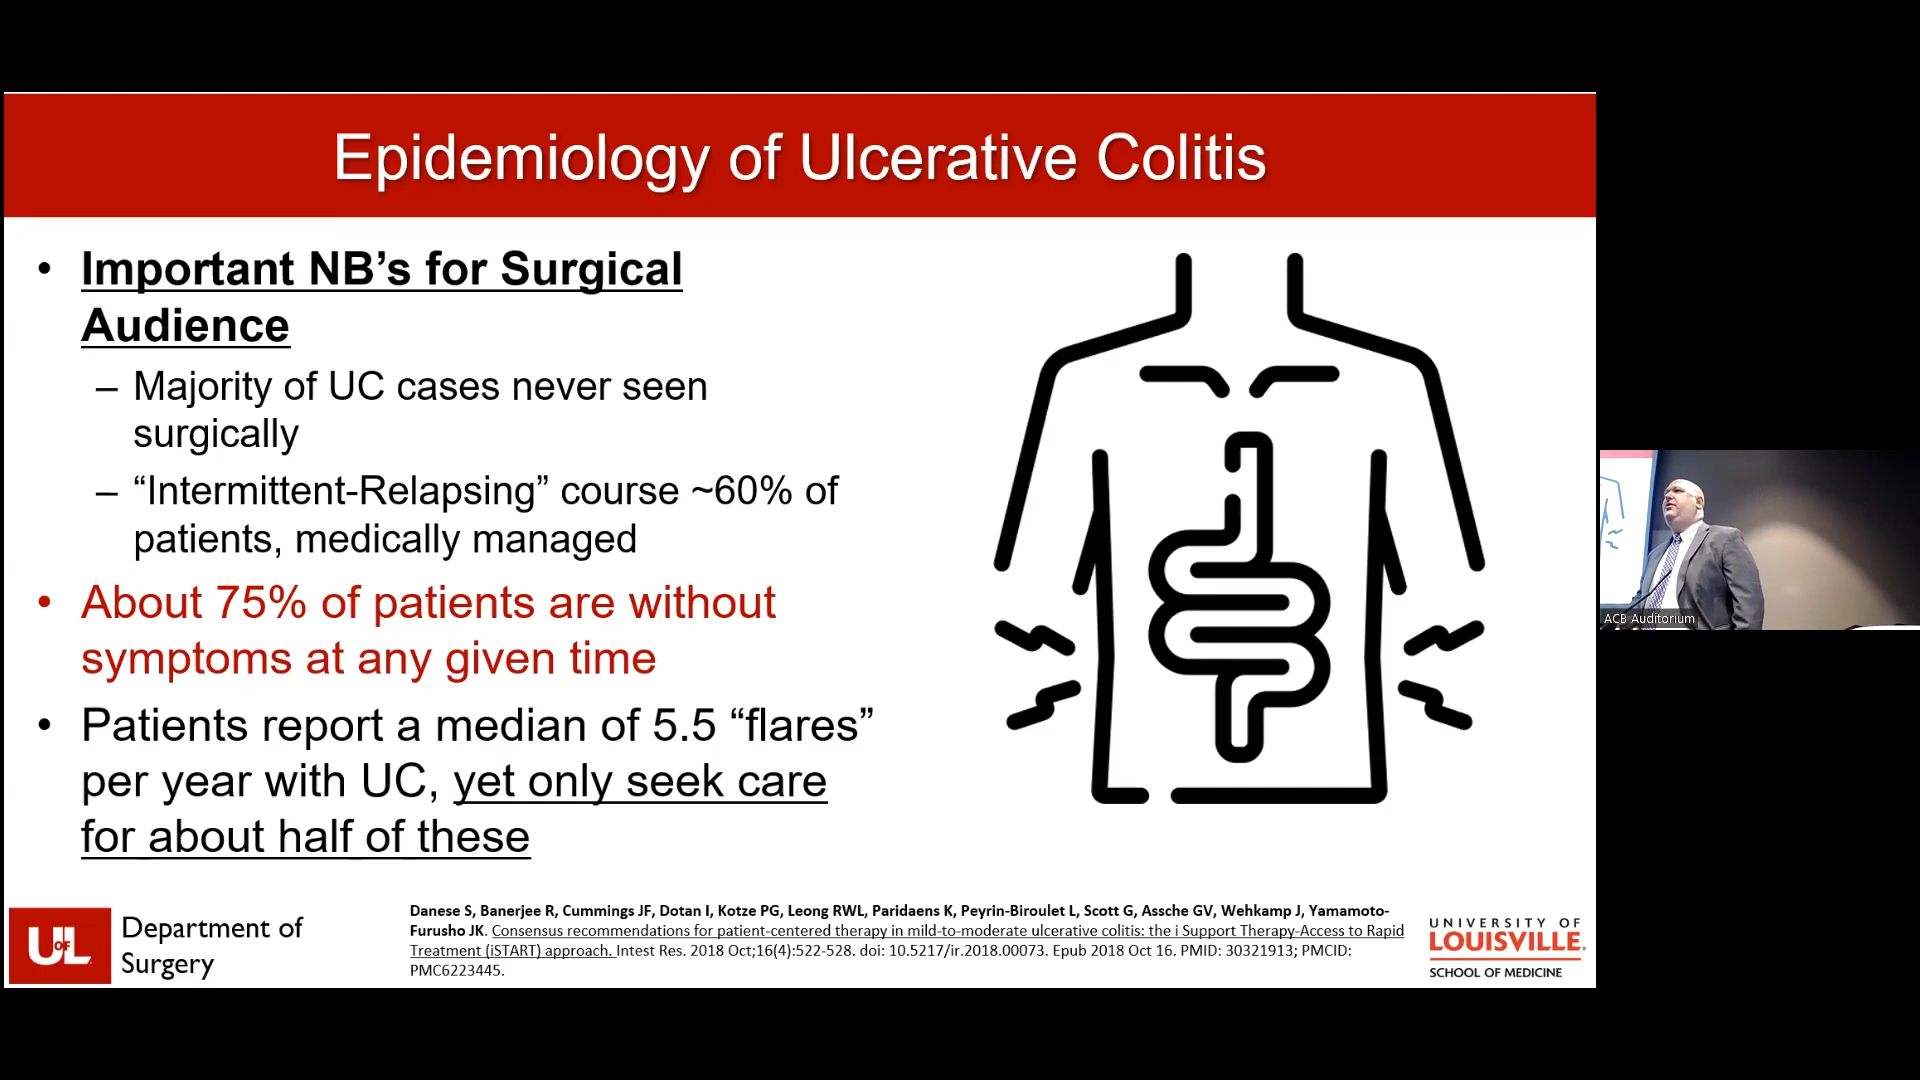 Epidemiology of Ulcerative Colitis
• Important NB’s for Surgical
Audience
– Majority of UC cases never seen
surgically
– “Intermittent-Relapsing” course ~60% of
patients, medically managed
• About 75% of patients are without
symptoms at any given time
• Patients report a median of 5.5 “flares”
per year with UC, yet only seek care
for about half of these
ACB Auditorium
UL
OF
Department of
Surgery
Danese S, Banerjee R, Cummings JF, Dotan I, Kotze PG, Leong RWL, Paridaens K, Peyrin-Biroulet L, Scott G, Assche GV, Wehkamp J, Yamamoto-
Furusho JK. Consensus recommendations for patient-centered therapy in mild-to-moderate ulcerative colitis: the i Support Therapy-Access to Rapid
Treatment (iSTART) approach. Intest Res. 2018 Oct;16(4):522-528. doi: 10.5217/ir.2018.00073. Epub 2018 Oct 16. PMID: 30321913; PMCID:
PMC6223445.
UNIVERSITY OF
LOUISVILLE.
SCHOOL OF MEDICINE